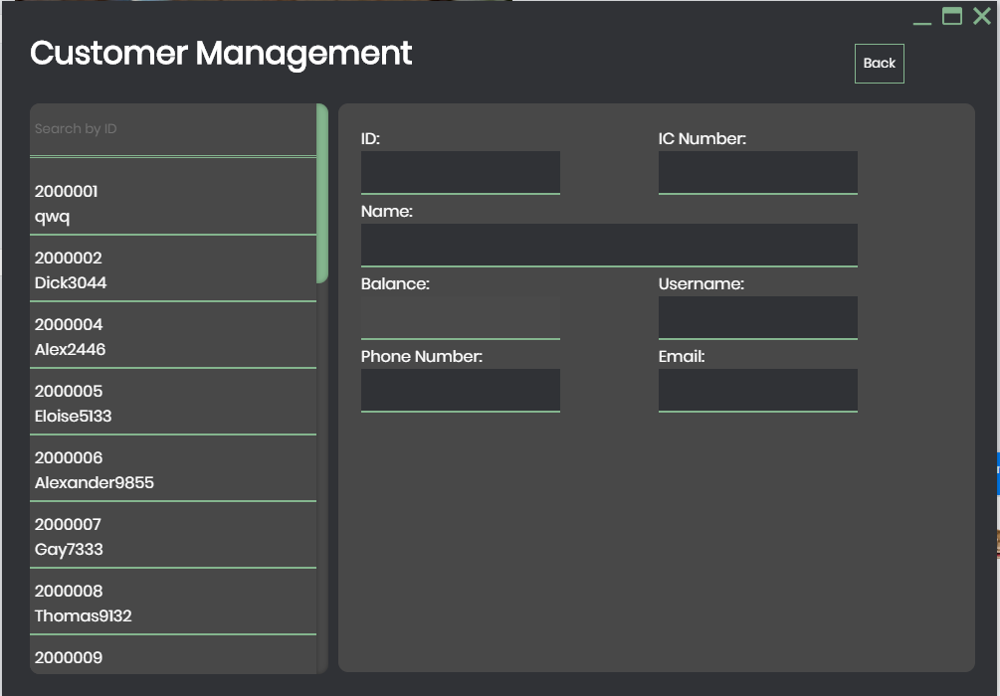 Customer Management
Back
Search by ID
2000001
qwq
2000002
Dick3044
2000004
Alex2446
2000005
Eloise5133
2000006
Alexander9855
2000007
Gay7333
2000008
Thomas9132
2000009
ID:
IC Number:
Name:
Balance:
Username:
Phone Number:
Email: